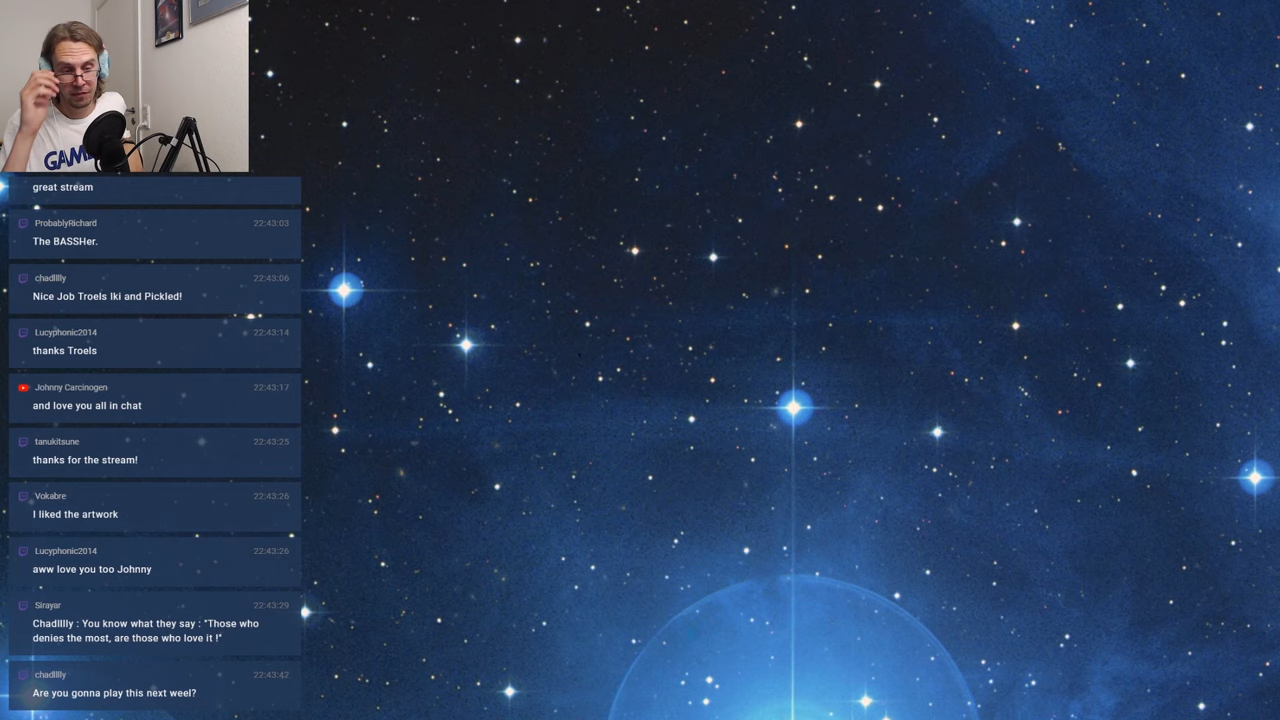 GAME
great stream
ProbablyRichard 22:43:03
The BASSHer.
chadlllly 22:43:06
Nice Job Troels Iki and Pickled!
Lucyphonic2014 22:43:14
thanks Troels
Johnny Carcinogen 22:43:17
and love you all in chat
tanukitsune 22:43:25
thanks for the stream!
Vokabre 22:43:26
I liked the artwork
Lucyphonic2014 22:43:26
aww love you too Johnny
Sirayar 22:43:29
Chadlllly : You know what they say : "Those who
denies the most, are those who love it !"
chadlllly 22:43:42
Are you gonna play this next weel?